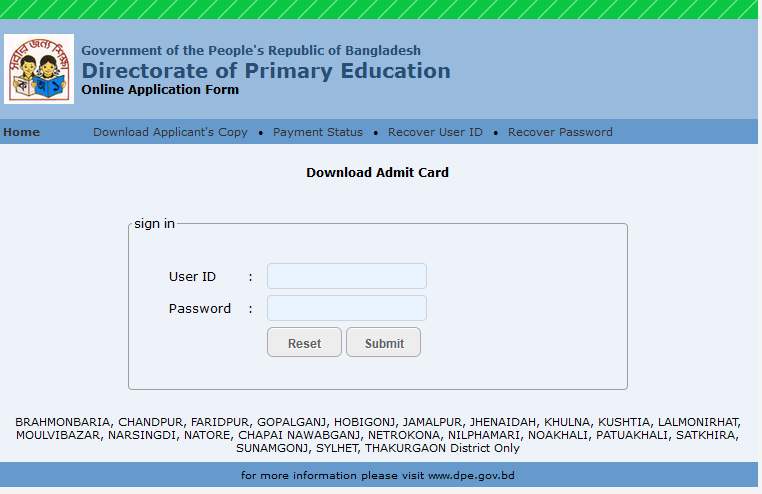 সবার জন্য শিক্ষা
Government of the People's Republic of Bangladesh
Directorate of Primary Education
Online Application Form
Home Download Applicant's Copy • Payment Status • Recover User ID • Recover Password
Download Admit Card
sign in
User ID :
Password :
Reset Submit
BRAHMONBARIA, CHANDPUR, FARIDPUR, GOPALGANJ, HOBIGONJ, JAMALPUR, JHENAIDAH, KHULNA, KUSHTIA, LALMONIRHAT,
MOULVIBAZAR, NARSINGDI, NATORE, CHAPAI NAWABGANJ, NETROKONA, NILPHAMARI, NOAKHALI, PATUAKHALI, SATKHIRA,
SUNAMGONJ, SYLHET, THAKURGAON District Only
for more information please visit www.dpe.gov.bd